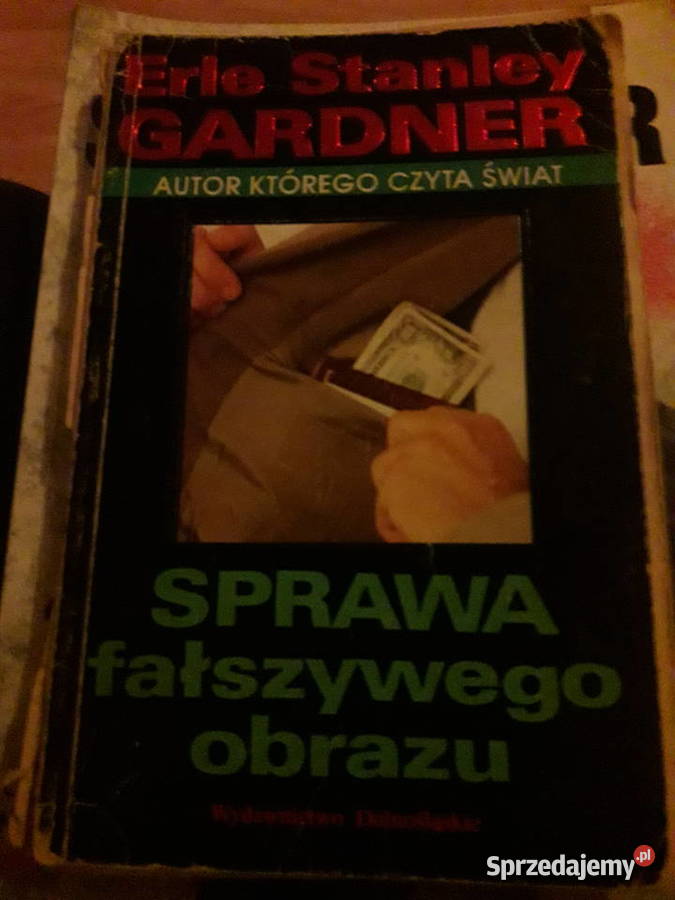 Erle Stanley
GARDNER
AUTOR KTÓREGO CZYTA ŚWIAT
SPRAWA
fałszywego
obrazu
Wydawnictwo Dolnośląskie
Sprzedajemy.pl